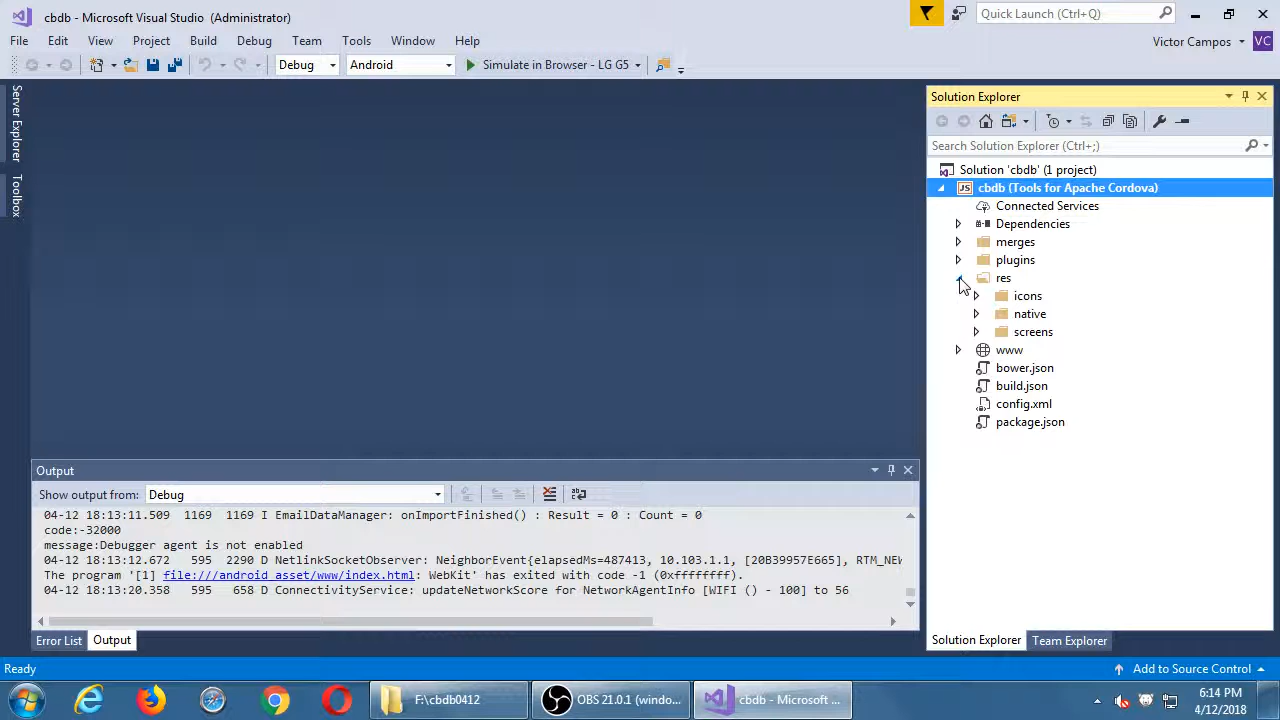 cbdb - Microsoft Visual Studio (Administrator)
Quick Launch (Ctrl+Q)
File Edit View Project Build Debug Team Tools Window Help
Victor Campos VC
Debug Android Simulate in Browser - LG G5
Server Explorer
Toolbox
Solution Explorer
Search Solution Explorer (Ctrl+;)
Solution 'cbdb' (1 project)
JS cbdb (Tools for Apache Cordova)
Connected Services
Dependencies
merges
plugins
res
icons
native
screens
www
bower.json
build.json
config.xml
package.json
Output
Show output from: Debug
04-12 18:13:11.509 1169 1169 I EmailDataManager: onImportFinished() : Result = 0 : Count = 0
code:-32000
message:Debugger agent is not enabled
04-12 18:13:12.672 595 2290 D NetlinkSocketObserver: NeighborEvent{elapsedMs=487413, 10.103.1.1, [20B39957E665], RTM_NEW
The program '[1] file:///android_asset/www/index.html: WebKit' has exited with code -1 (0xffffffff).
04-12 18:13:20.358 595 658 D ConnectivityService: updateNetworkScore for NetworkAgentInfo [WIFI () - 100] to 56
Error List Output
Solution Explorer Team Explorer
Ready
Add to Source Control
F:\cbdb0412
OBS 21.0.1 (windo...
cbdb - Microsoft ...
6:14 PM
4/12/2018